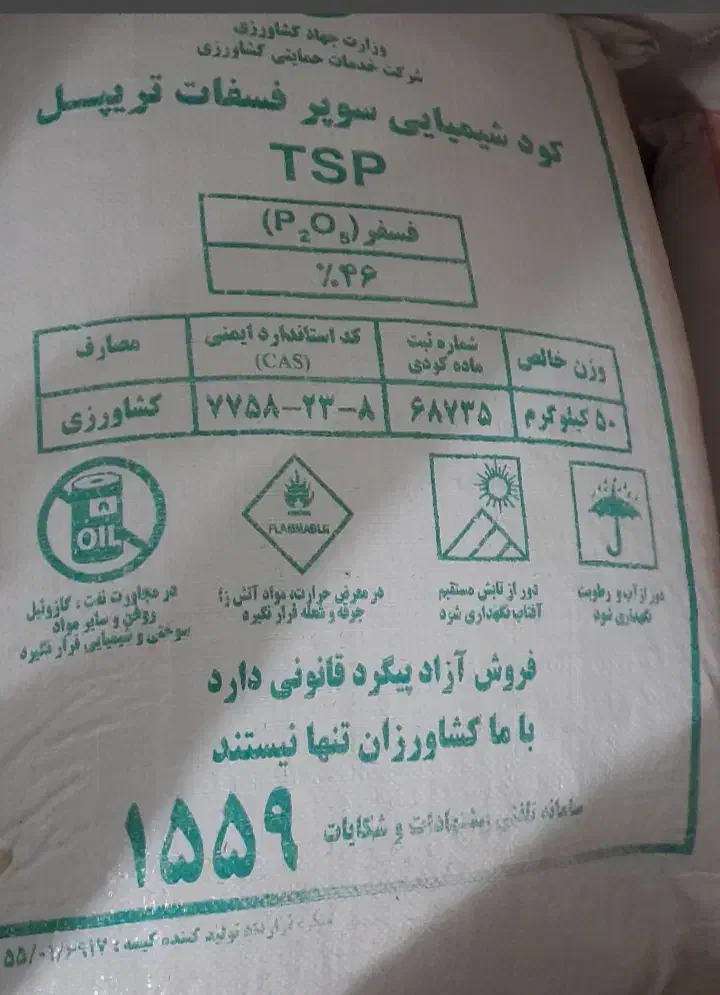 وزارت جهاد کشاورزی
شرکت خدمات حمایتی کشاورزی
کود شیمیایی سوپر فسفات تریپل
TSP
فسفر (P₂O₅)
٪۴۶
وزن خالص
شماره ثبت ماده کودی
کد استاندارد ایمنی (CAS)
مصارف
۵۰ کیلوگرم
۶۸۷۳۵
۷۷۵۸-۲۳-۸
کشاورزی
FLAMMABLE
OIL
دور از آب و رطوبت
نگهداری شود
دور از تابش مستقیم
آفتاب نگهداری شود
در معرض حرارت، مواد آتش زا
جرقه و شعله قرار نگیرد
در مجاورت نفت، گازوئیل
روغن و سایر مواد
سوختی و شیمیایی قرار نگیرد
فروش آزاد پیگرد قانونی دارد
با ما کشاورزان تنها نیستند
سامانه تلفنی پیشنهادات و شکایات
۱۵۵۹
تولید کننده کیسه :